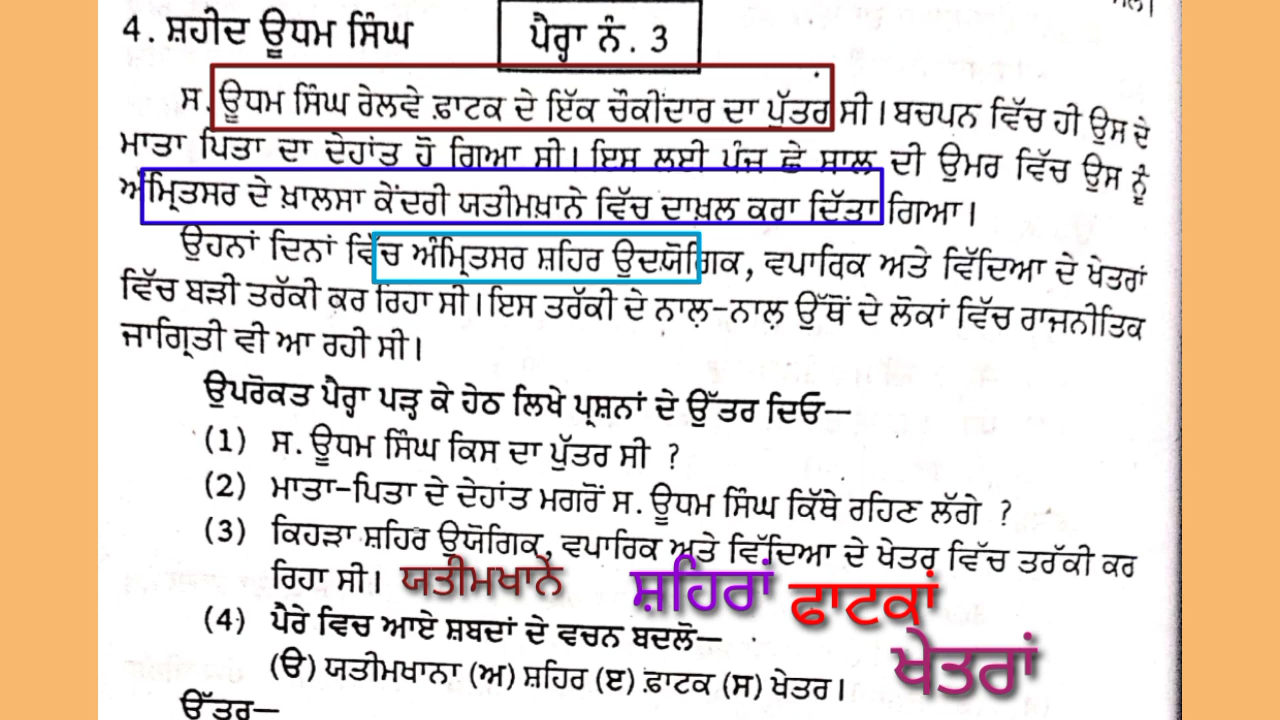 4. ਸ਼ਹੀਦ ਊਧਮ ਸਿੰਘ
ਪੈਰ੍ਹਾ ਨੰ. 3
ਸ. ਊਧਮ ਸਿੰਘ ਰੇਲਵੇ ਫ਼ਾਟਕ ਦੇ ਇੱਕ ਚੌਕੀਦਾਰ ਦਾ ਪੁੱਤਰ ਸੀ। ਬਚਪਨ ਵਿੱਚ ਹੀ ਉਸ ਦੇ
ਮਾਤਾ ਪਿਤਾ ਦਾ ਦੇਹਾਂਤ ਹੋ ਗਿਆ ਸੀ। ਇਸ ਲਈ ਪੰਜ ਛੇ ਸਾਲ ਦੀ ਉਮਰ ਵਿੱਚ ਉਸ ਨੂੰ
ਅੰਮ੍ਰਿਤਸਰ ਦੇ ਖ਼ਾਲਸਾ ਕੇਂਦਰੀ ਯਤੀਮਖ਼ਾਨੇ ਵਿੱਚ ਦਾਖ਼ਲ ਕਰਾ ਦਿੱਤਾ ਗਿਆ।
ਉਹਨਾਂ ਦਿਨਾਂ ਵਿੱਚ ਅੰਮ੍ਰਿਤਸਰ ਸ਼ਹਿਰ ਉਦਯੋਗਿਕ, ਵਪਾਰਿਕ ਅਤੇ ਵਿੱਦਿਆ ਦੇ ਖੇਤਰਾਂ
ਵਿੱਚ ਬੜੀ ਤਰੱਕੀ ਕਰ ਰਿਹਾ ਸੀ। ਇਸ ਤਰੱਕੀ ਦੇ ਨਾਲ਼-ਨਾਲ਼ ਉੱਥੋਂ ਦੇ ਲੋਕਾਂ ਵਿੱਚ ਰਾਜਨੀਤਿਕ
ਜਾਗ੍ਰਿਤੀ ਵੀ ਆ ਰਹੀ ਸੀ।
ਉਪਰੋਕਤ ਪੈਰ੍ਹਾ ਪੜ੍ਹ ਕੇ ਹੇਠ ਲਿਖੇ ਪ੍ਰਸ਼ਨਾਂ ਦੇ ਉੱਤਰ ਦਿਓ—
(1) ਸ. ਊਧਮ ਸਿੰਘ ਕਿਸ ਦਾ ਪੁੱਤਰ ਸੀ ?
(2) ਮਾਤਾ-ਪਿਤਾ ਦੇ ਦੇਹਾਂਤ ਮਗਰੋਂ ਸ. ਊਧਮ ਸਿੰਘ ਕਿੱਥੇ ਰਹਿਣ ਲੱਗੇ ?
(3) ਕਿਹੜਾ ਸ਼ਹਿਰ ਉਯੋਗਿਕ, ਵਪਾਰਿਕ ਅਤੇ ਵਿੱਦਿਆ ਦੇ ਖੇਤਰ ਵਿੱਚ ਤਰੱਕੀ ਕਰ
ਰਿਹਾ ਸੀ। ਯਤੀਮਖਾਨੇ ਸ਼ਹਿਰਾਂ ਫਾਟਕਾਂ
(4) ਪੈਰੇ ਵਿਚ ਆਏ ਸ਼ਬਦਾਂ ਦੇ ਵਚਨ ਬਦਲੋ—
ਖੇਤਰਾਂ
(ੳ) ਯਤੀਮਖਾਨਾ (ਅ) ਸ਼ਹਿਰ (ੲ) ਫ਼ਾਟਕ (ਸ) ਖੇਤਰ।
ਉੱਤਰ—